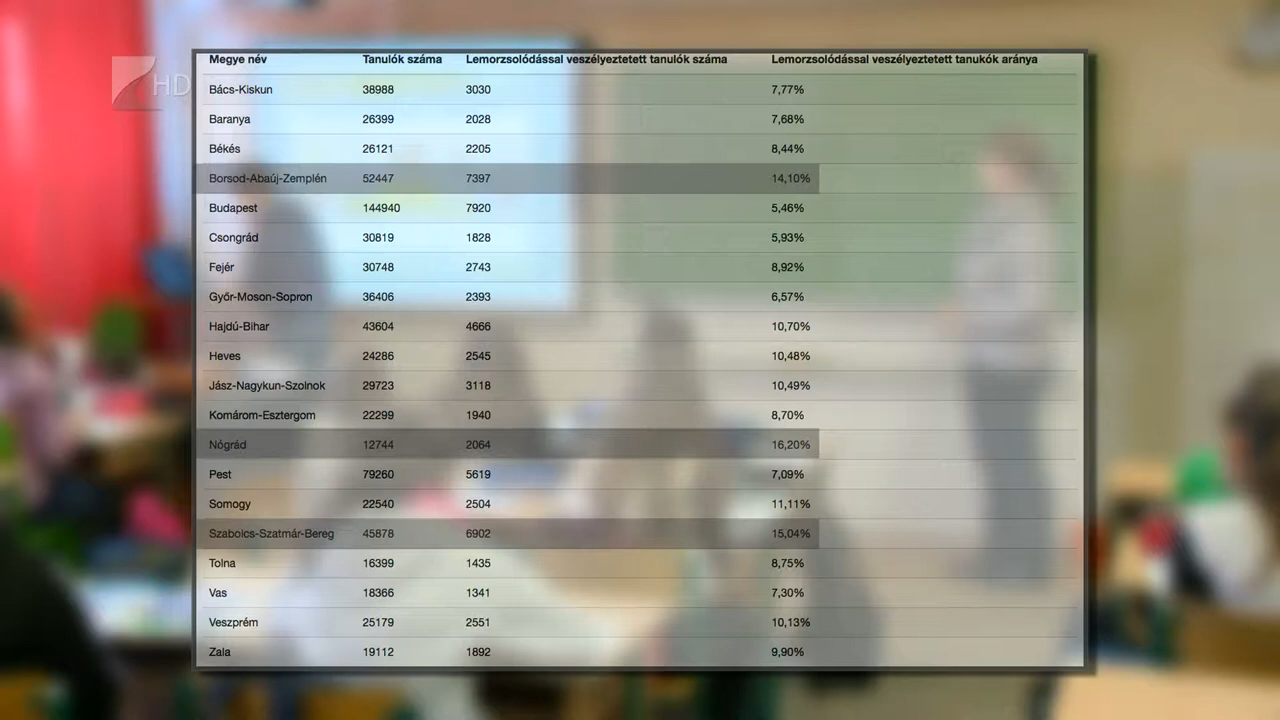 HD
Megye név Tanulók száma Lemorzsolódással veszélyeztetett tanulók száma Lemorzsolódással veszélyeztetett tanukók aránya
Bács-Kiskun 38988 3030 7,77%
Baranya 26399 2028 7,68%
Békés 26121 2205 8,44%
Borsod-Abaúj-Zemplén 52447 7397 14,10%
Budapest 144940 7920 5,46%
Csongrád 30819 1828 5,93%
Fejér 30748 2743 8,92%
Győr-Moson-Sopron 36406 2393 6,57%
Hajdú-Bihar 43604 4666 10,70%
Heves 24286 2545 10,48%
Jász-Nagykun-Szolnok 29723 3118 10,49%
Komárom-Esztergom 22299 1940 8,70%
Nógrád 12744 2064 16,20%
Pest 79260 5619 7,09%
Somogy 22540 2504 11,11%
Szabolcs-Szatmár-Bereg 45878 6902 15,04%
Tolna 16399 1435 8,75%
Vas 18366 1341 7,30%
Veszprém 25179 2551 10,13%
Zala 19112 1892 9,90%